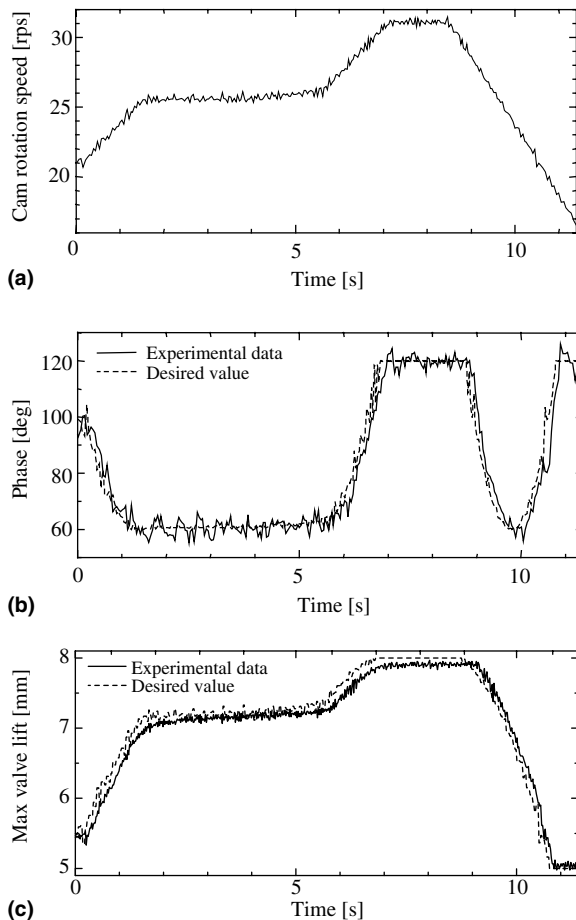 (a)
Cam rotation speed [rps]
30
25
20
0
5
10
Time [s]
(b)
Phase [deg]
Experimental data
Desired value
120
100
80
60
0
5
10
Time [s]
(c)
Max valve lift [mm]
Experimental data
Desired value
8
7
6
5
0
5
10
Time [s]